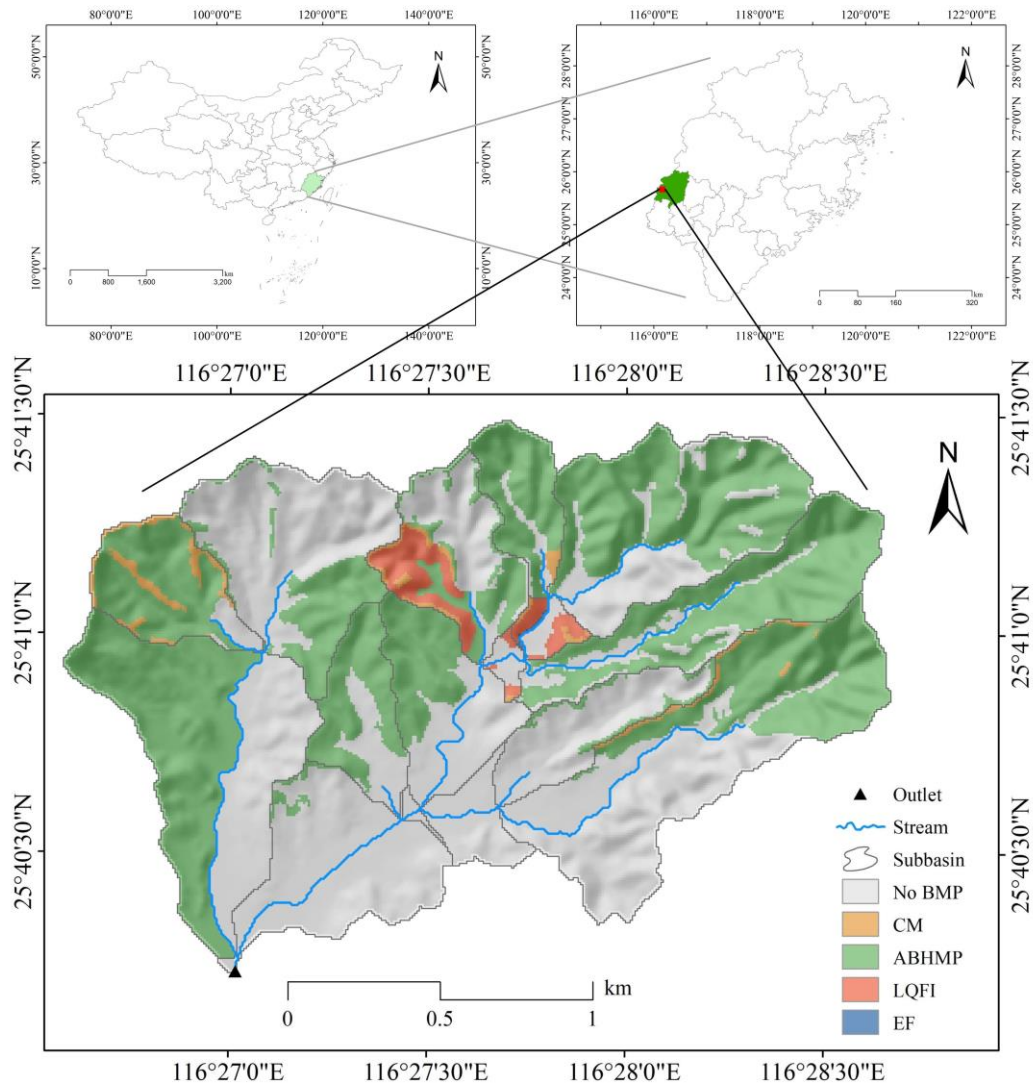 80°0'0"E 100°0'0"E 120°0'0"E 140°0'0"E
50°0'0"N
30°0'0"N
10°0'0"N
N
50°0'0"N
30°0'0"N
10°0'0"N
0 800 1,600 3,200
km
80°0'0"E 100°0'0"E 120°0'0"E 140°0'0"E
116°0'0"E 118°0'0"E 120°0'0"E 122°0'0"E
28°0'0"N
27°0'0"N
26°0'0"N
25°0'0"N
24°0'0"N
N
28°0'0"N
27°0'0"N
26°0'0"N
25°0'0"N
24°0'0"N
0 80 160 320
km
116°0'0"E 118°0'0"E 120°0'0"E 122°0'0"E
116°27'0"E 116°27'30"E 116°28'0"E 116°28'30"E
25°41'30"N
25°41'0"N
25°40'30"N
N
25°41'30"N
25°41'0"N
25°40'30"N
Outlet
Stream
Subbasin
No BMP
CM
ABHMP
LQFI
EF
km
0 0.5 1
116°27'0"E 116°27'30"E 116°28'0"E 116°28'30"E